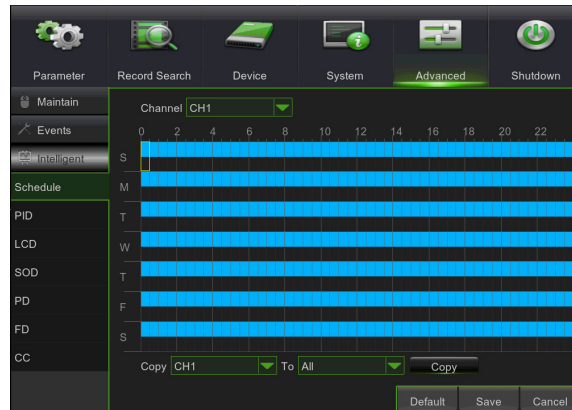 Parameter Record Search Device System Advanced Shutdown
Maintain
Channel CH1
Events
0 2 4 6 8 10 12 14 16 18 20 22
Intelligent
S
Schedule
M
PID
T
LCD
W
SOD
T
PD
F
FD
S
CC
Copy CH1 To All Copy
Default Save Cancel